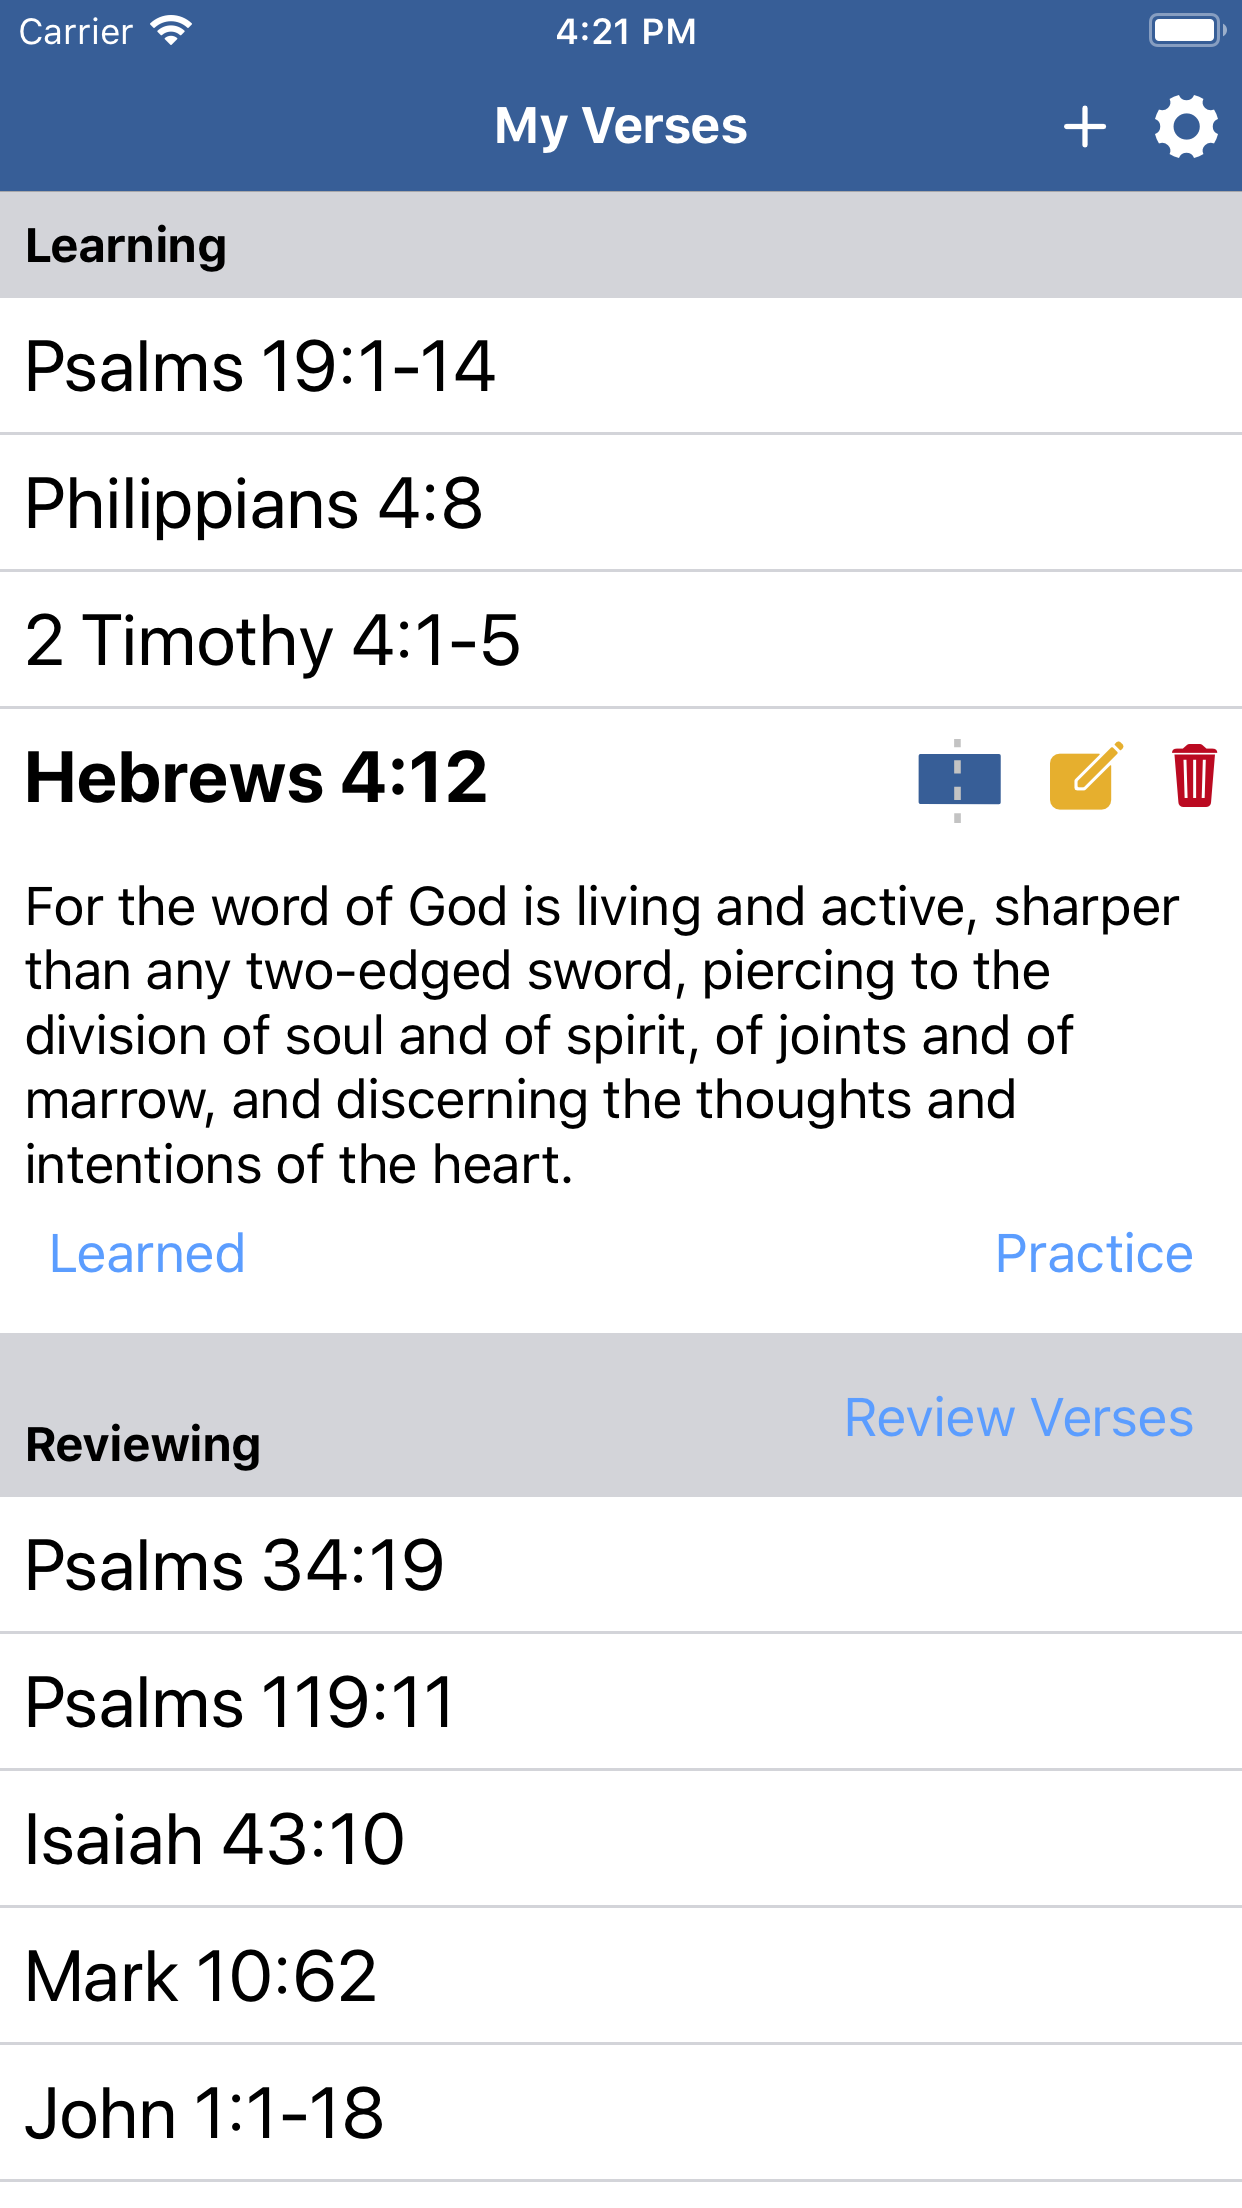 Carrier 4:21 PM
My Verses
Learning
Psalms 19:1-14
Philippians 4:8
2 Timothy 4:1-5
Hebrews 4:12
For the word of God is living and active, sharper
than any two-edged sword, piercing to the
division of soul and of spirit, of joints and of
marrow, and discerning the thoughts and
intentions of the heart.
Learned Practice
Reviewing Review Verses
Psalms 34:19
Psalms 119:11
Isaiah 43:10
Mark 10:62
John 1:1-18